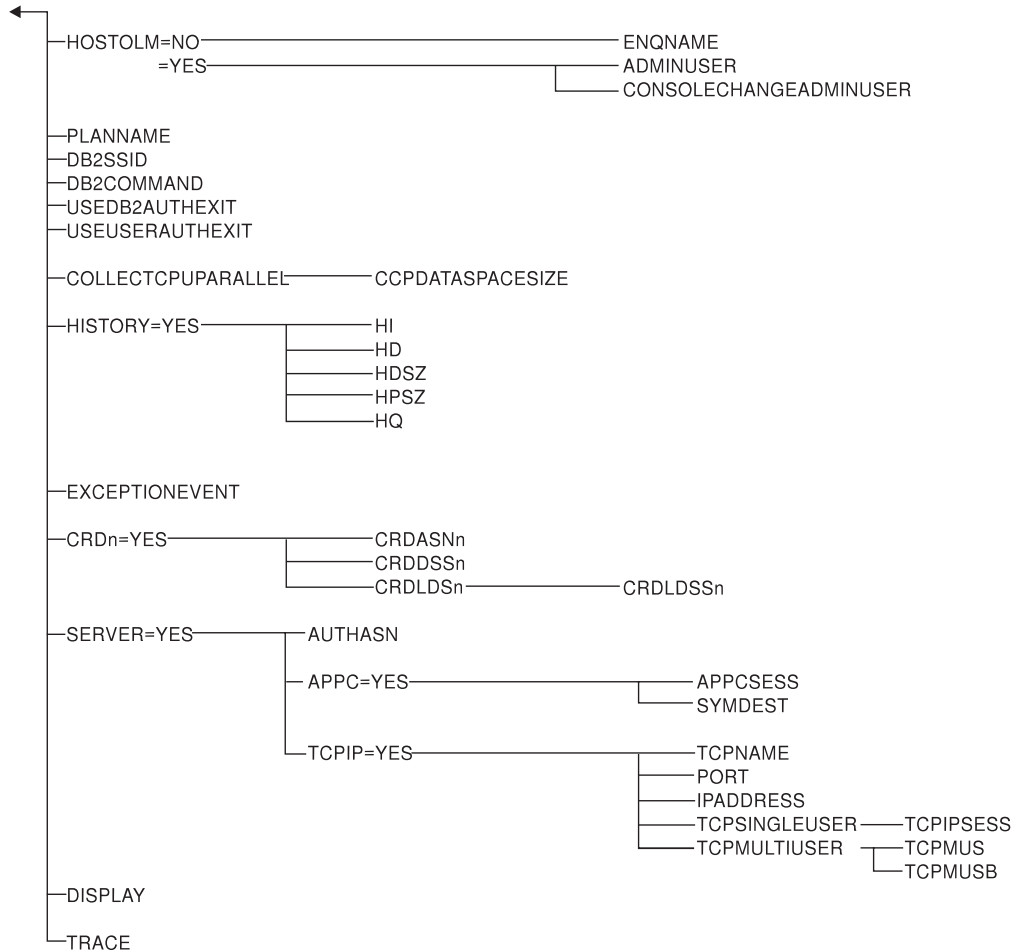 HOSTOLM=NO ENQNAME
=YES ADMINUSER
CONSOLECHANGEADMINUSER
PLANNAME
DB2SSID
DB2COMMAND
USEDB2AUTHEXIT
USEUSERAUTHEXIT
COLLECTCPUPARALLEL CCPDATASPACESIZE
HISTORY=YES HI
HD
HDSZ
HPSZ
HQ
EXCEPTIONEVENT
CRDn=YES CRDASNn
CRDDSSn
CRDLDSn CRDLDSSn
SERVER=YES AUTHASN
APPC=YES APPCSESS
SYMDEST
TCPIP=YES TCPNAME
PORT
IPADDRESS
TCPSINGLEUSER TCPIPSESS
TCPMULTIUSER TCPMUS
TCPMUSB
DISPLAY
TRACE